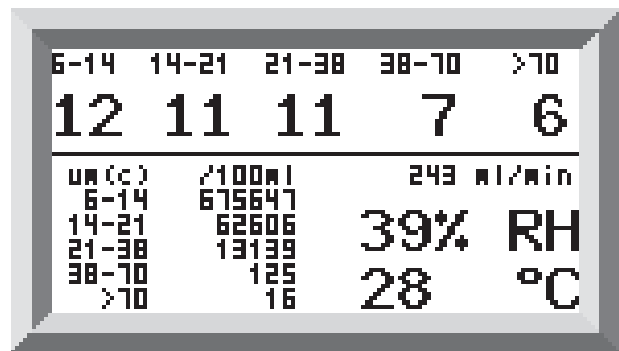 6-14 14-21 21-38 38-70 >70
12 11 11 7 6
um(c) /100ml
6-14 675647
14-21 62606
21-38 13139
38-70 125
>70 16
243 ml/min
39% RH
28 °C